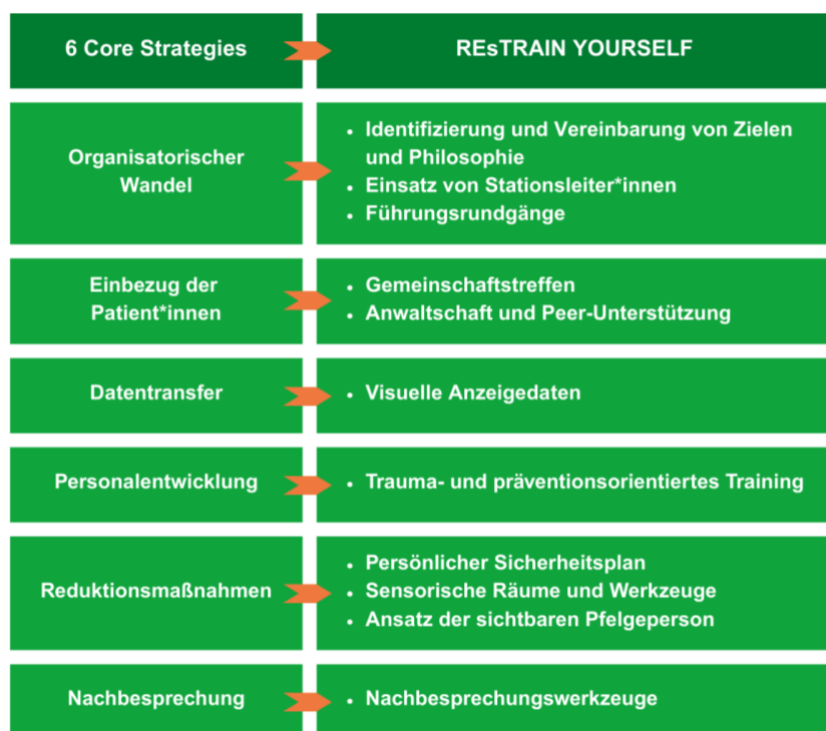 6 Core Strategies
REsTRAIN YOURSELF
Organisatorischer
Wandel
• Identifizierung und Vereinbarung von Zielen
und Philosophie
• Einsatz von Stationsleiter*innen
• Führungsrundgänge
Einbezug der
Patient*innen
• Gemeinschaftstreffen
• Anwaltschaft und Peer-Unterstützung
Datentransfer
• Visuelle Anzeigedaten
Personalentwicklung
• Trauma- und präventionsorientiertes Training
Reduktionsmaßnahmen
• Persönlicher Sicherheitsplan
• Sensorische Räume und Werkzeuge
• Ansatz der sichtbaren Pfelgeperson
Nachbesprechung
• Nachbesprechungswerkzeuge